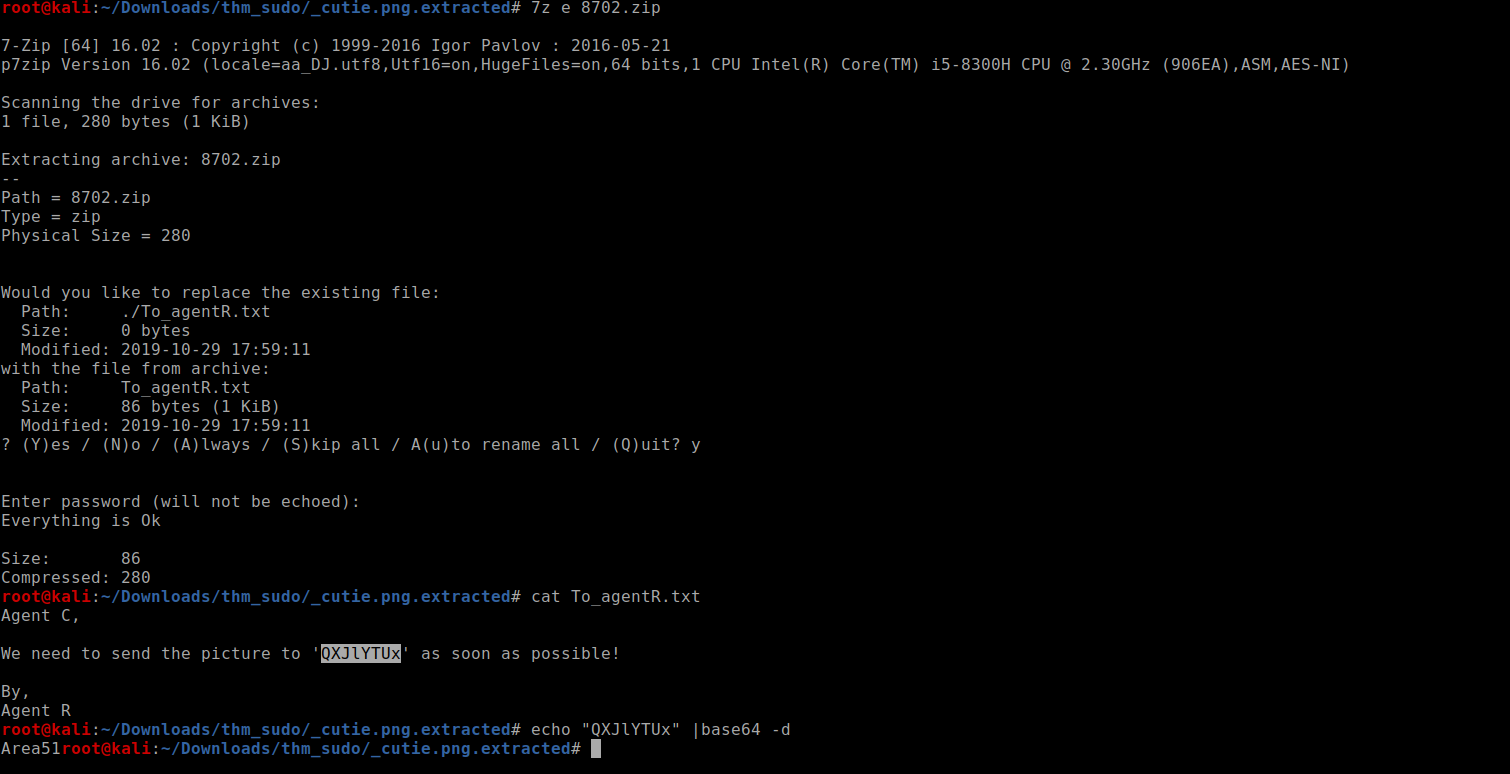 root@kali:~/Downloads/thm_sudo/_cutie.png.extracted# 7z e 8702.zip
7-Zip [64] 16.02 : Copyright (c) 1999-2016 Igor Pavlov : 2016-05-21
p7zip Version 16.02 (locale=aa_DJ.utf8,Utf16=on,HugeFiles=on,64 bits,1 CPU Intel(R) Core(TM) i5-8300H CPU @ 2.30GHz (906EA),ASM,AES-NI)
Scanning the drive for archives:
1 file, 280 bytes (1 KiB)
Extracting archive: 8702.zip
--
Path = 8702.zip
Type = zip
Physical Size = 280
Would you like to replace the existing file:
  Path:     ./To_agentR.txt
  Size:     0 bytes
  Modified: 2019-10-29 17:59:11
with the file from archive:
  Path:     To_agentR.txt
  Size:     86 bytes (1 KiB)
  Modified: 2019-10-29 17:59:11
? (Y)es / (N)o / (A)lways / (S)kip all / A(u)to rename all / (Q)uit? y
Enter password (will not be echoed):
Everything is Ok
Size:       86
Compressed: 280
root@kali:~/Downloads/thm_sudo/_cutie.png.extracted# cat To_agentR.txt
Agent C,
We need to send the picture to 'QXJlYTUx' as soon as possible!
By,
Agent R
root@kali:~/Downloads/thm_sudo/_cutie.png.extracted# echo "QXJlYTUx" |base64 -d
Area51root@kali:~/Downloads/thm_sudo/_cutie.png.extracted#